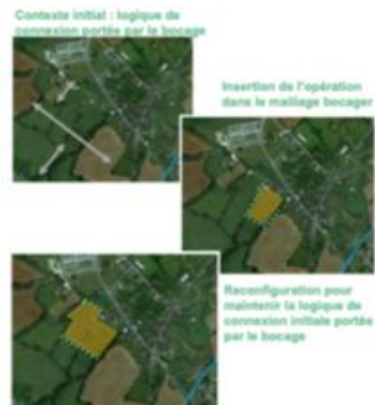 Contexte initial : logique de
connexion portée par le bocage
Insertion de l'opération
dans le maillage bocager
Reconfiguration pour
maintenir la logique de
connexion initiale portée
par le bocage